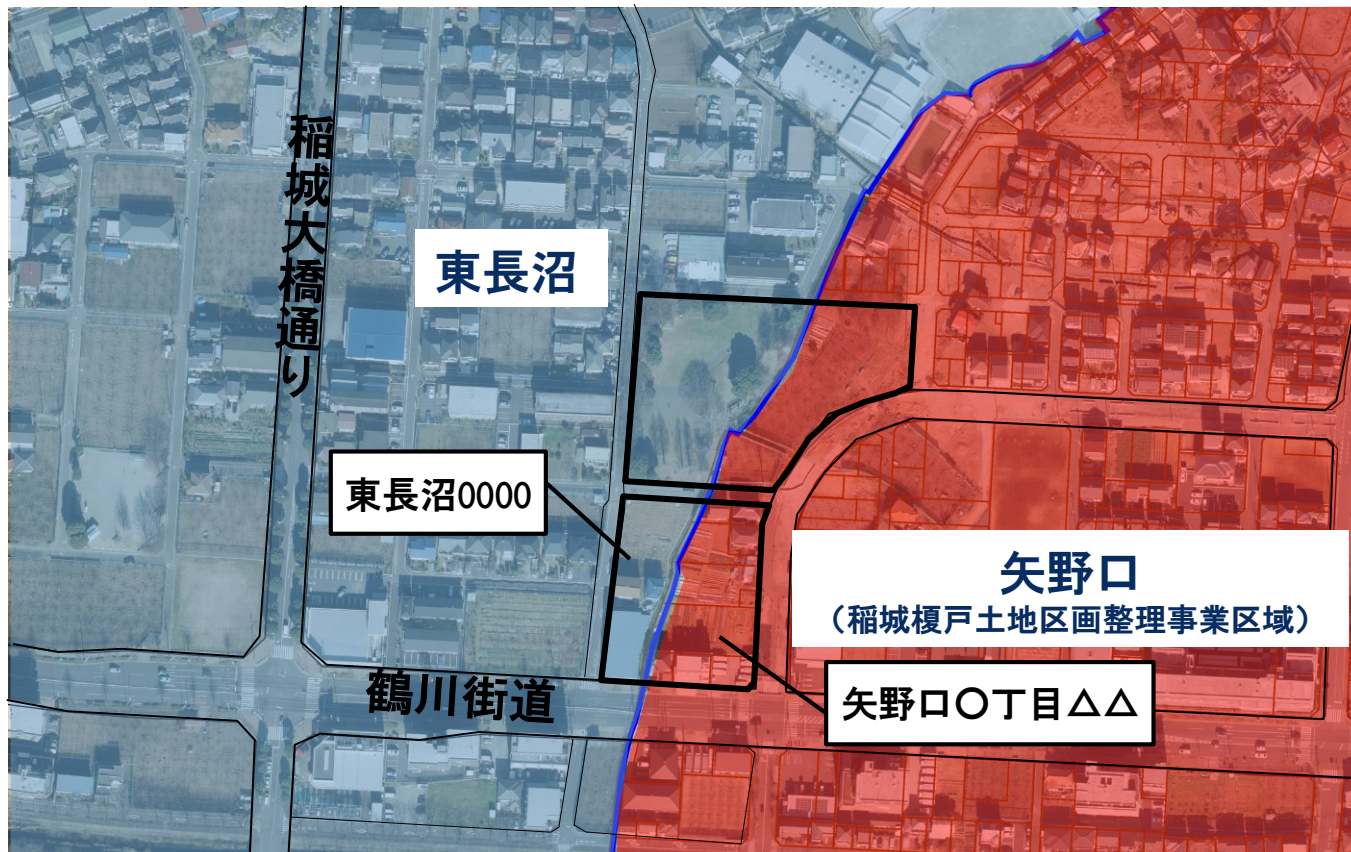 稲城大橋通り
東長沼
東長沼0000
矢野口
（稲城榎戸土地区画整理事業区域）
矢野口〇丁目△△
鶴川街道